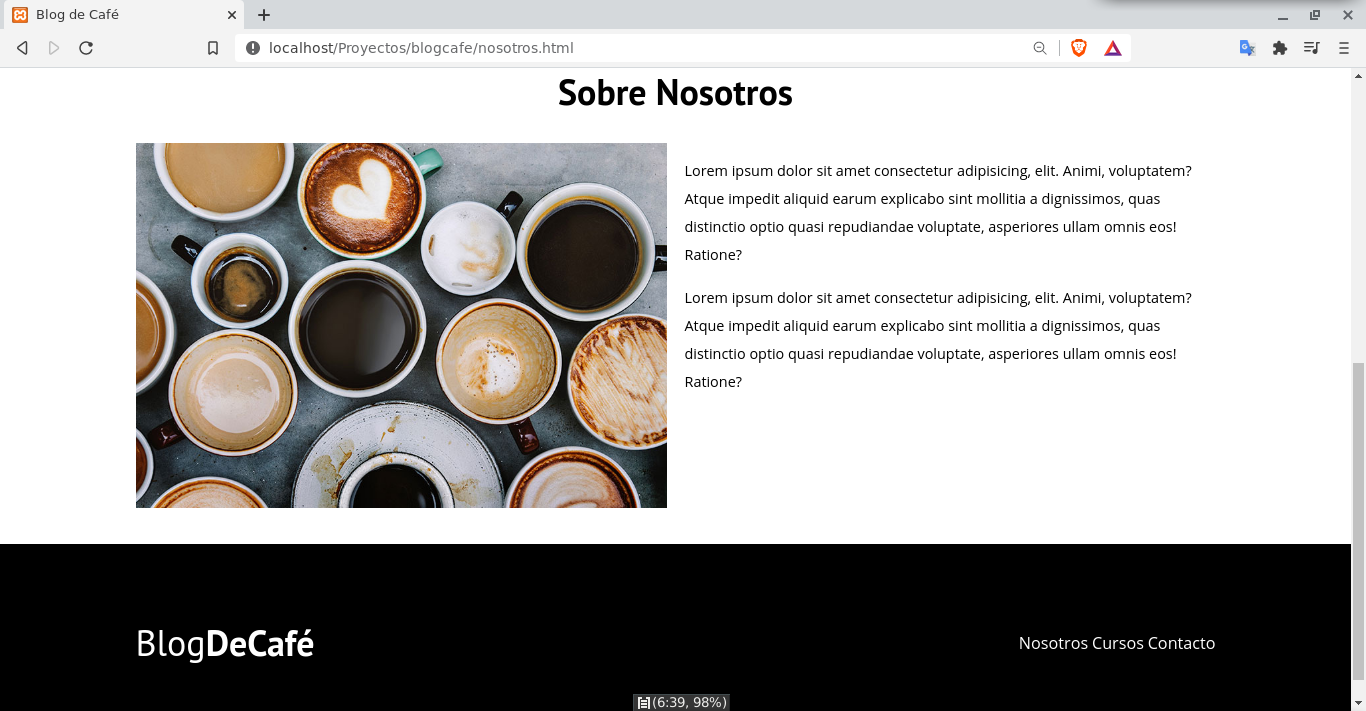 Blog de Café
localhost/Proyectos/blogcafe/nosotros.html
Sobre Nosotros
Lorem ipsum dolor sit amet consectetur adipisicing, elit. Animi, voluptatem?
Atque impedit aliquid earum explicabo sint mollitia a dignissimos, quas
distinctio optio quasi repudiandae voluptate, asperiores ullam omnis eos!
Ratione?
Lorem ipsum dolor sit amet consectetur adipisicing, elit. Animi, voluptatem?
Atque impedit aliquid earum explicabo sint mollitia a dignissimos, quas
distinctio optio quasi repudiandae voluptate, asperiores ullam omnis eos!
Ratione?
BlogDeCafé
Nosotros Cursos Contacto
(6:39, 98%)